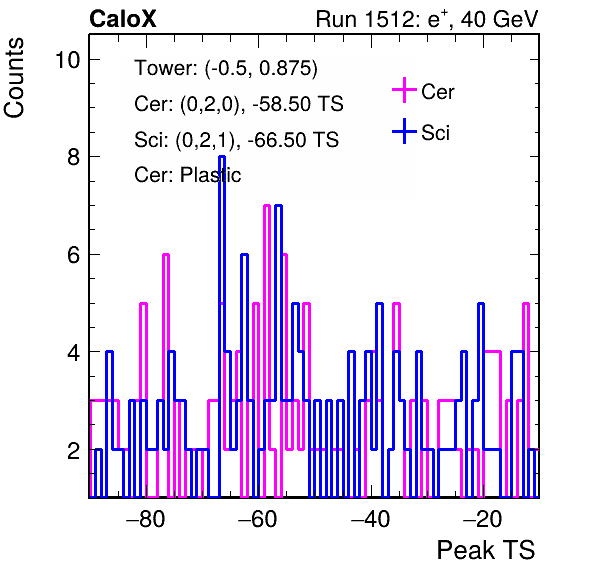 CaloX Run 1512: e⁺, 40 GeV
Counts
10
8
6
4
2
Tower: (-0.5, 0.875)
Cer: (0,2,0), -58.50 TS
Sci: (0,2,1), -66.50 TS
Cer: Plastic
Cer
Sci
−80 −60 −40 −20
Peak TS